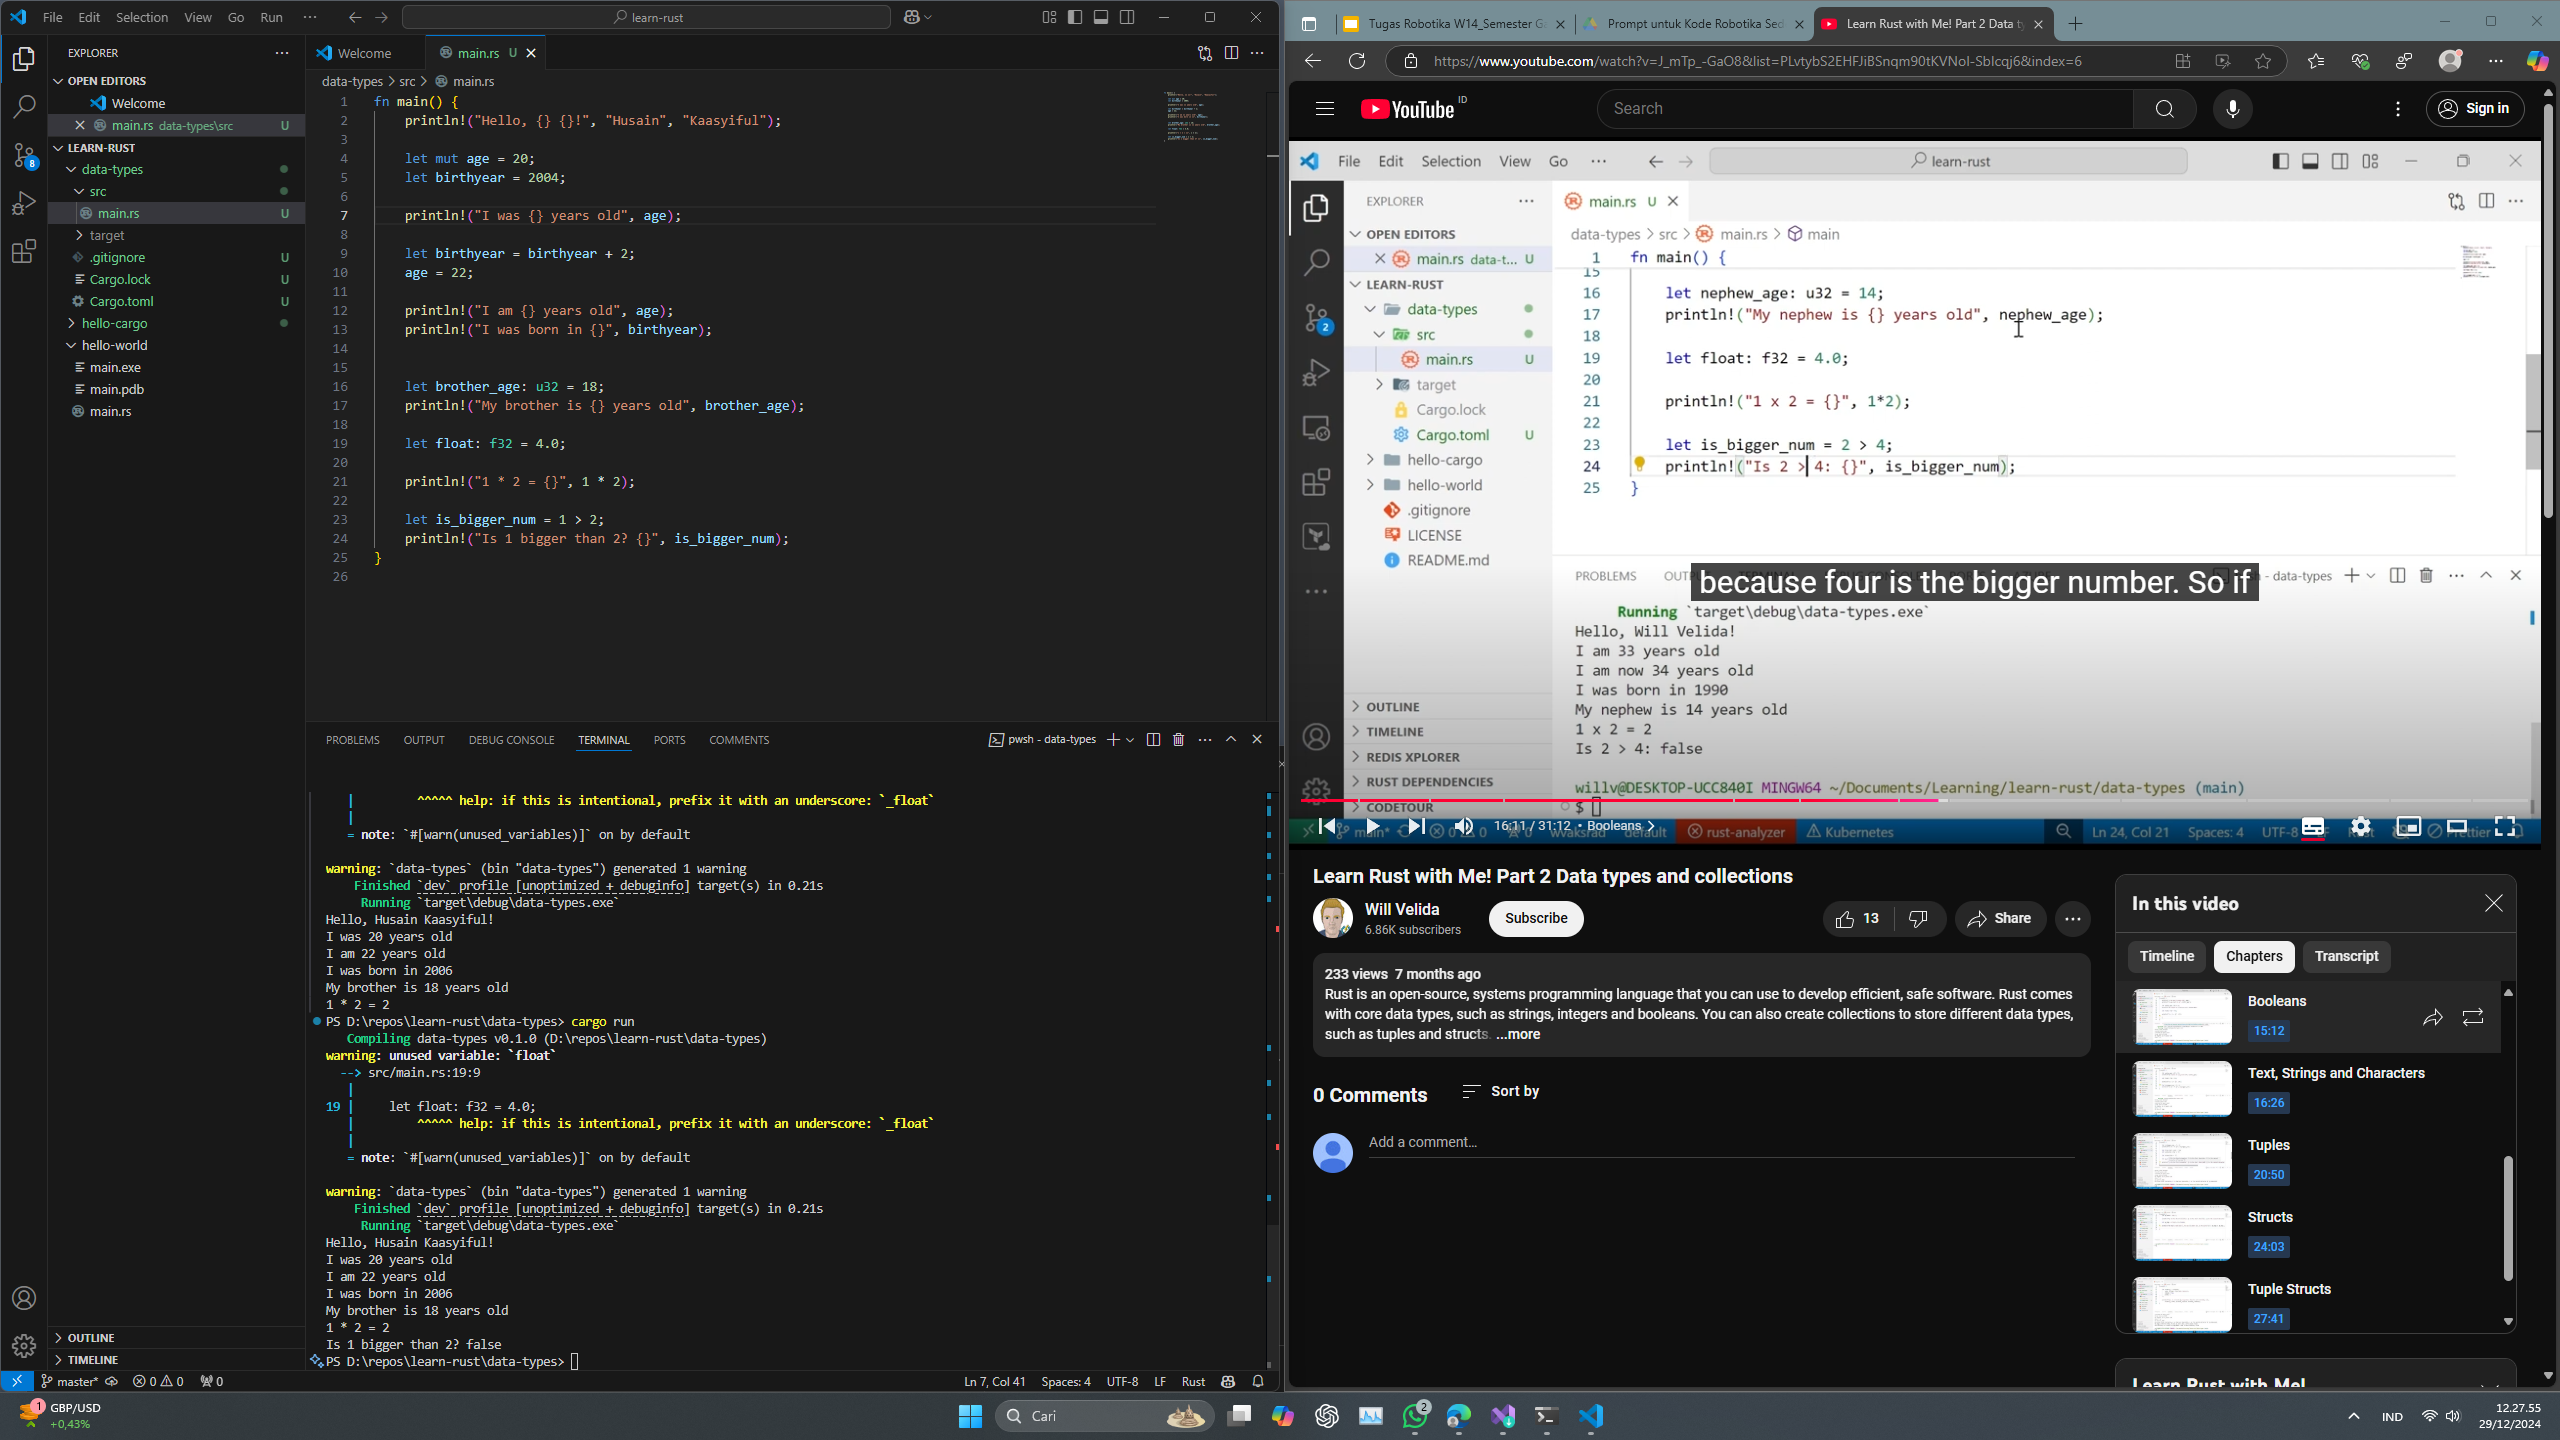 File Edit Selection View Go Run ··· learn-rust
EXPLORER
OPEN EDITORS
Welcome
main.rs data-types\src U
LEARN-RUST
data-types
src
main.rs U
target
.gitignore U
Cargo.lock U
Cargo.toml U
hello-cargo
hello-world
main.exe
main.pdb
main.rs
OUTLINE
TIMELINE
Welcome
main.rs U
data-types > src > main.rs
1 fn main() {
2 println!("Hello, {} {}!", "Husain", "Kaasyiful");
3
4 let mut age = 20;
5 let birthyear = 2004;
6
7 println!("I was {} years old", age);
8
9 let birthyear = birthyear + 2;
10 age = 22;
11
12 println!("I am {} years old", age);
13 println!("I was born in {}", birthyear);
14
15
16 let brother_age: u32 = 18;
17 println!("My brother is {} years old", brother_age);
18
19 let float: f32 = 4.0;
20
21 println!("1 * 2 = {}", 1 * 2);
22
23 let is_bigger_num = 1 > 2;
24 println!("Is 1 bigger than 2? {}", is_bigger_num);
25 }
26
PROBLEMS OUTPUT DEBUG CONSOLE TERMINAL PORTS COMMENTS pwsh - data-types
| ^^^^^ help: if this is intentional, prefix it with an underscore: `_float`
|
= note: `#[warn(unused_variables)]` on by default
warning: `data-types` (bin "data-types") generated 1 warning
Finished `dev` profile [unoptimized + debuginfo] target(s) in 0.21s
Running `target\debug\data-types.exe`
Hello, Husain Kaasyiful!
I was 20 years old
I am 22 years old
I was born in 2006
My brother is 18 years old
1 * 2 = 2
PS D:\repos\learn-rust\data-types> cargo run
Compiling data-types v0.1.0 (D:\repos\learn-rust\data-types)
warning: unused variable: `float`
--> src/main.rs:19:9
|
19 | let float: f32 = 4.0;
| ^^^^^ help: if this is intentional, prefix it with an underscore: `_float`
|
= note: `#[warn(unused_variables)]` on by default
warning: `data-types` (bin "data-types") generated 1 warning
Finished `dev` profile [unoptimized + debuginfo] target(s) in 0.21s
Running `target\debug\data-types.exe`
Hello, Husain Kaasyiful!
I was 20 years old
I am 22 years old
I was born in 2006
My brother is 18 years old
1 * 2 = 2
Is 1 bigger than 2? false
PS D:\repos\learn-rust\data-types>
master* 0 0 0 Ln 7, Col 41 Spaces: 4 UTF-8 LF Rust
Tugas Robotika W14_Semester G
Prompt untuk Kode Robotika Sed
Learn Rust with Me! Part 2 Data ty
https://www.youtube.com/watch?v=J_mTp_-GaO8&list=PLvtybS2EHFJiBSnqm90tKVNol-Sblcqj6&index=6
YouTube ID
Search
Sign in
File Edit Selection View Go ··· learn-rust
EXPLORER
OPEN EDITORS
main.rs data-t... U
LEARN-RUST
data-types
src
main.rs U
target
Cargo.lock
Cargo.toml U
hello-cargo
hello-world
.gitignore
LICENSE
README.md
OUTLINE
TIMELINE
REDIS XPLORER
RUST DEPENDENCIES
CODETOUR
2
main.rs U
data-types > src > main.rs > main
1 fn main() {
15
16 let nephew_age: u32 = 14;
17 println!("My nephew is {} years old", nephew_age);
18
19 let float: f32 = 4.0;
20
21 println!("1 x 2 = {}", 1*2);
22
23 let is_bigger_num = 2 > 4;
24 println!("Is 2 > 4: {}", is_bigger_num);
25 }
because four is the bigger number. So if
PROBLEMS - data-types
Running `target\debug\data-types.exe`
Hello, Will Velida!
I am 33 years old
I am now 34 years old
I was born in 1990
My nephew is 14 years old
1 x 2 = 2
Is 2 > 4: false
willv@DESKTOP-UCC840I MINGW64 ~/Documents/Learning/learn-rust/data-types (main)
$
16:11 / 31:12 • Booleans
main* default rust-analyzer Kubernetes Ln 24, Col 21 Spaces: 4 UTF-8 Prettier
Learn Rust with Me! Part 2 Data types and collections
Will Velida
6.86K subscribers
Subscribe
13
Share
233 views 7 months ago
Rust is an open-source, systems programming language that you can use to develop efficient, safe software. Rust comes
with core data types, such as strings, integers and booleans. You can also create collections to store different data types,
such as tuples and structs. ...more
0 Comments
Sort by
Add a comment...
In this video
Timeline
Chapters
Transcript
Booleans
15:12
Text, Strings and Characters
16:26
Tuples
20:50
Structs
24:03
Tuple Structs
27:41
Learn Rust with Me!
1
GBP/USD
+0,43%
Cari
2
IND
12.27.55
29/12/2024
8